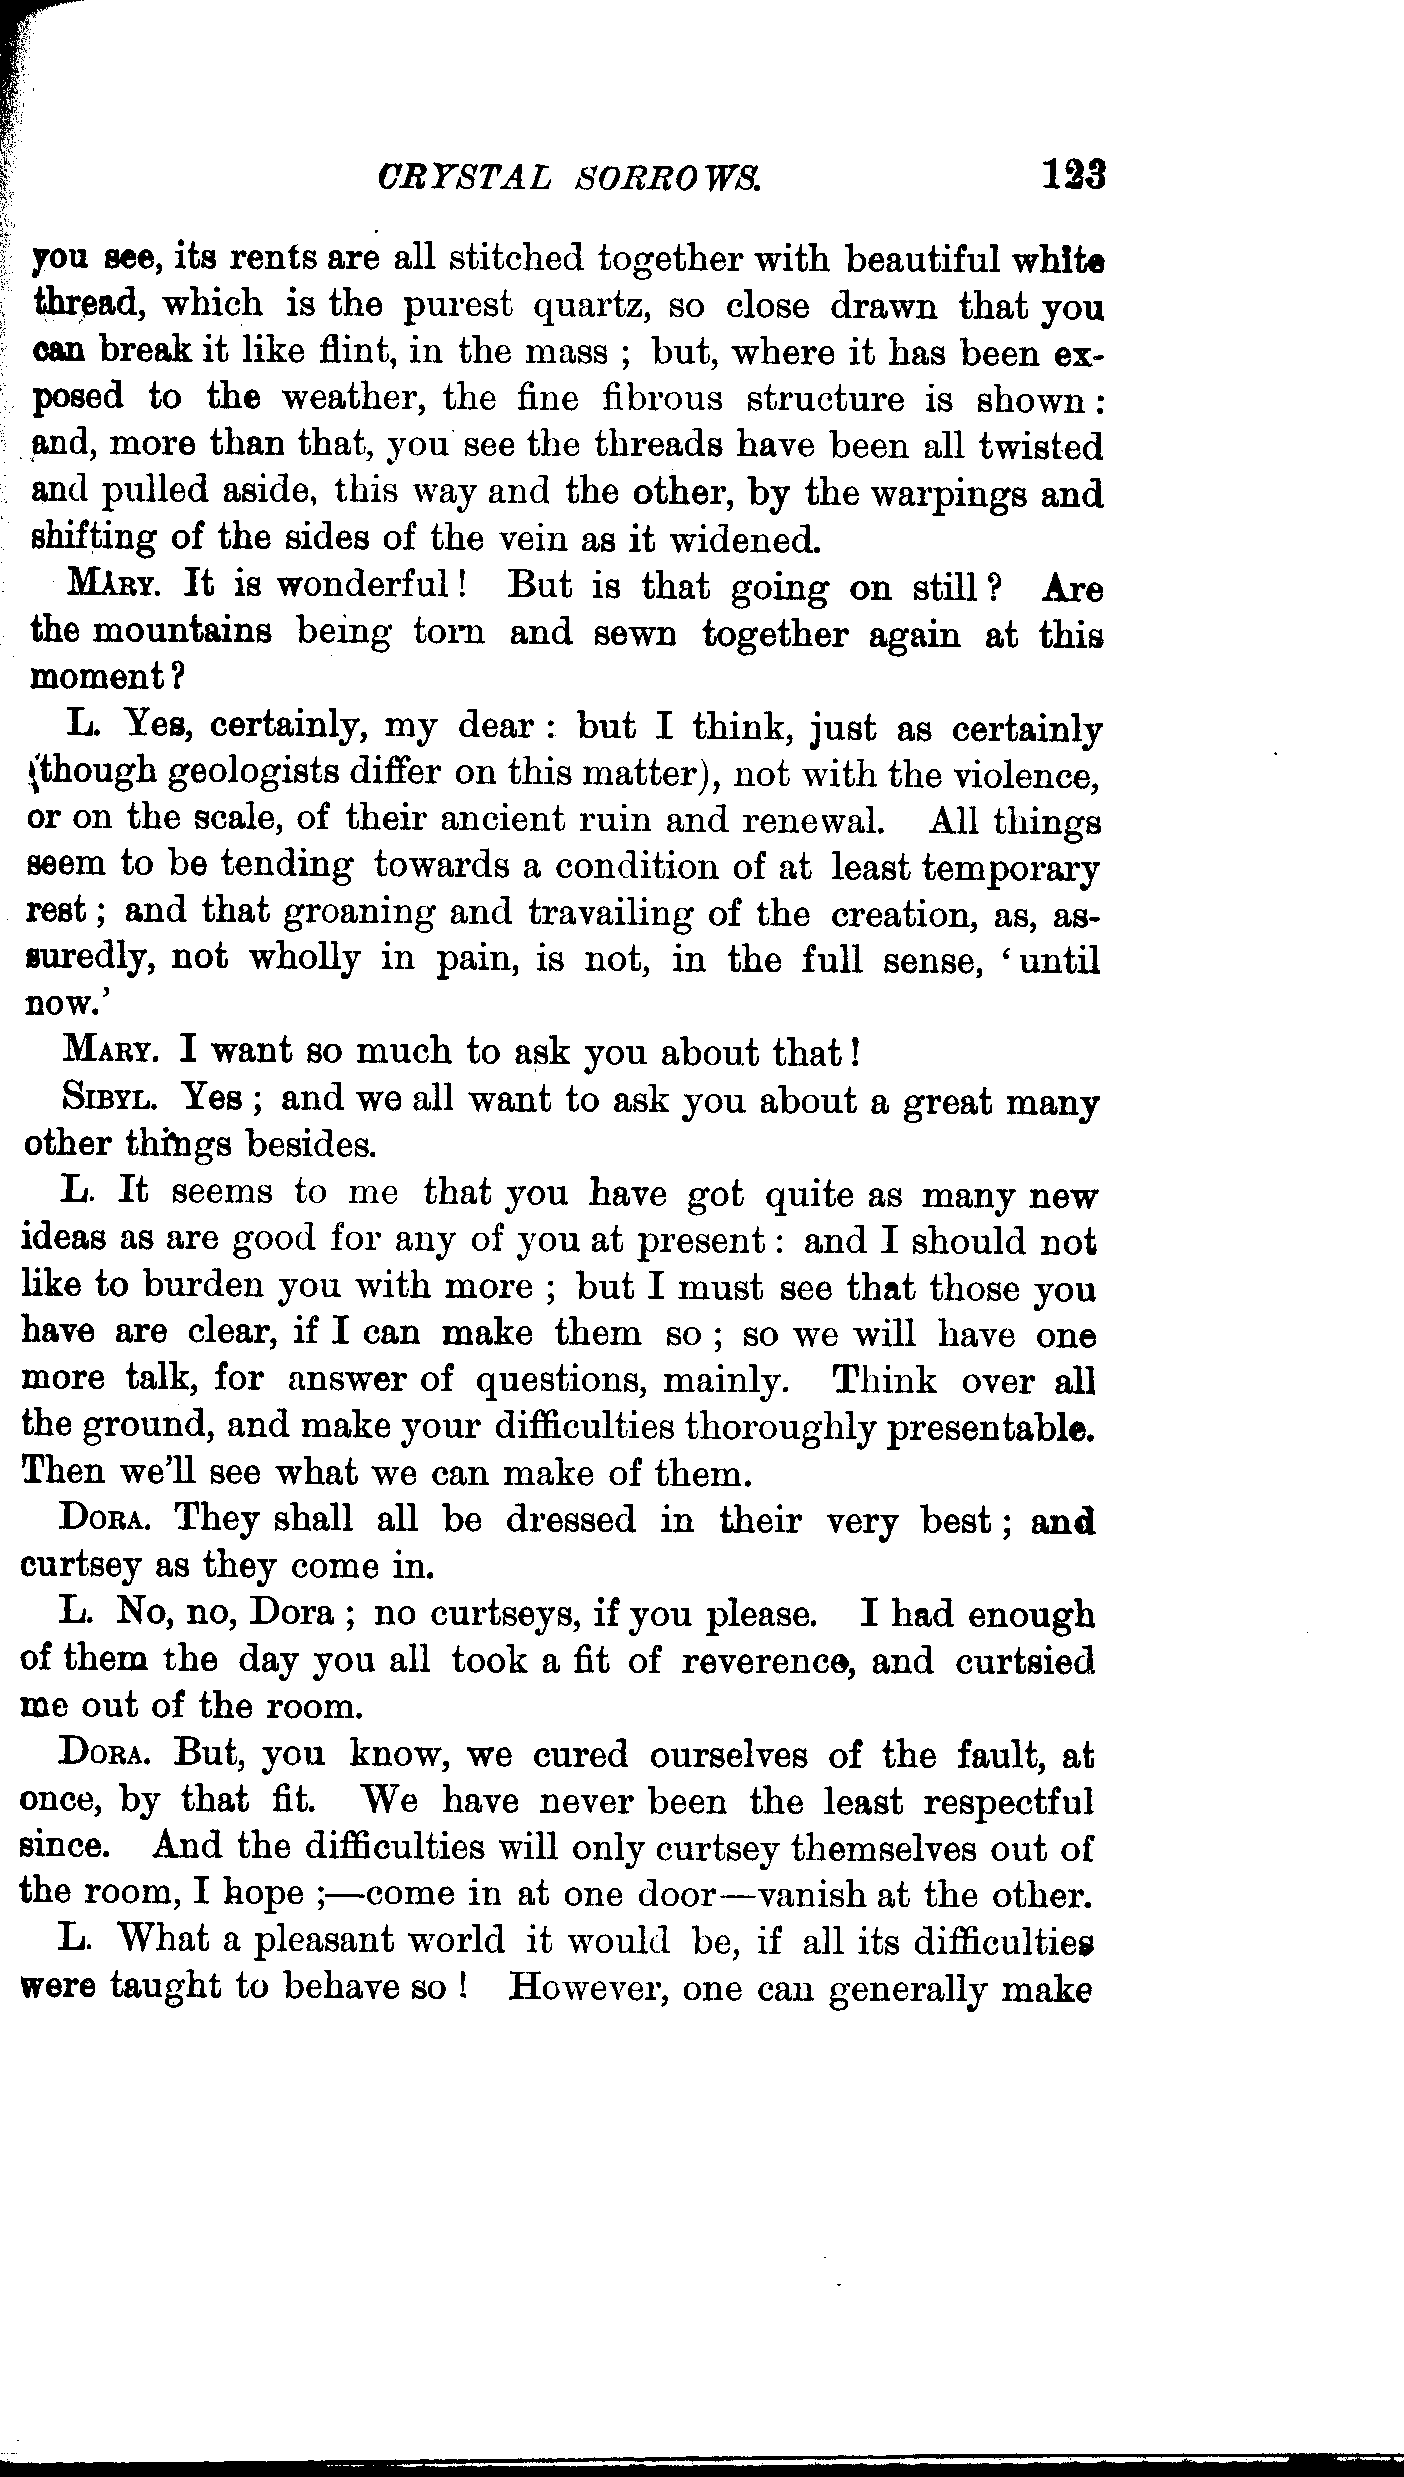 CRYSTAL SORROWS. 123
you see, its rents are all stitched together with beautiful white
thread, which is the purest quartz, so close drawn that you
can break it like flint, in the mass ; but, where it has been ex-
posed to the weather, the fine fibrous structure is shown :
and, more than that, you see the threads have been all twisted
and pulled aside, this way and the other, by the warpings and
shifting of the sides of the vein as it widened.
MARY. It is wonderful! But is that going on still? Are
the mountains being torn and sewn together again at this
moment?
L. Yes, certainly, my dear : but I think, just as certainly
(though geologists differ on this matter), not with the violence,
or on the scale, of their ancient ruin and renewal. All things
seem to be tending towards a condition of at least temporary
rest ; and that groaning and travailing of the creation, as, as-
suredly, not wholly in pain, is not, in the full sense, ‘until
now.’
MARY. I want so much to ask you about that!
SIBYL. Yes ; and we all want to ask you about a great many
other things besides.
L. It seems to me that you have got quite as many new
ideas as are good for any of you at present : and I should not
like to burden you with more ; but I must see that those you
have are clear, if I can make them so ; so we will have one
more talk, for answer of questions, mainly. Think over all
the ground, and make your difficulties thoroughly presentable.
Then we'll see what we can make of them.
DORA. They shall all be dressed in their very best ; and
curtsey as they come in.
L. No, no, Dora ; no curtseys, if you please. I had enough
of them the day you all took a fit of reverence, and curtsied
me out of the room.
DORA. But, you know, we cured ourselves of the fault, at
once, by that fit. We have never been the least respectful
since. And the difficulties will only curtsey themselves out of
the room, I hope ;—come in at one door—vanish at the other.
L. What a pleasant world it would be, if all its difficulties
were taught to behave so ! However, one can generally make